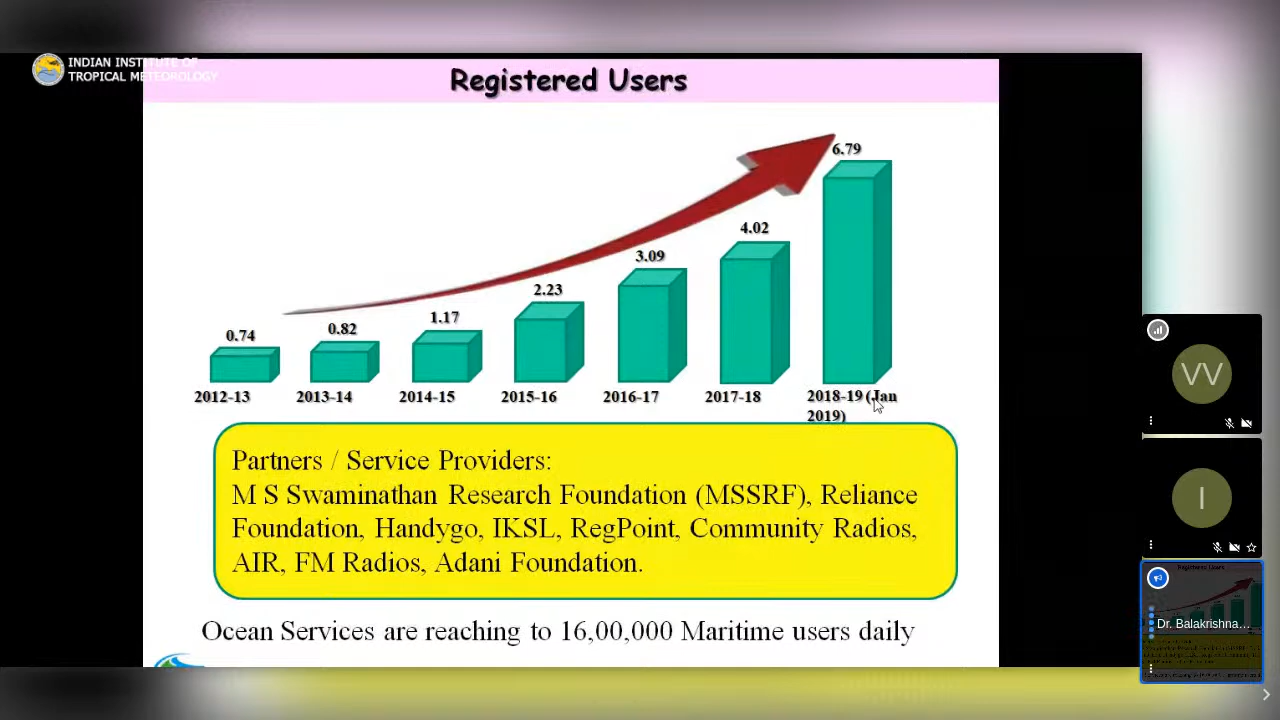 INDIAN INSTITUTE OF
TROPICAL METEOROLOGY
Registered Users
6.79
4.02
3.09
2.23
1.17
0.82
0.74
2012-13
2013-14
2014-15
2015-16
2016-17
2017-18
2018-19 (Jan
2019)
Partners / Service Providers:
M S Swaminathan Research Foundation (MSSRF), Reliance
Foundation, Handygo, IKSL, RegPoint, Community Radios,
AIR, FM Radios, Adani Foundation.
Ocean Services are reaching to 16,00,000 Maritime users daily
VV
I
Registered Users
Dr. Balakrishna...